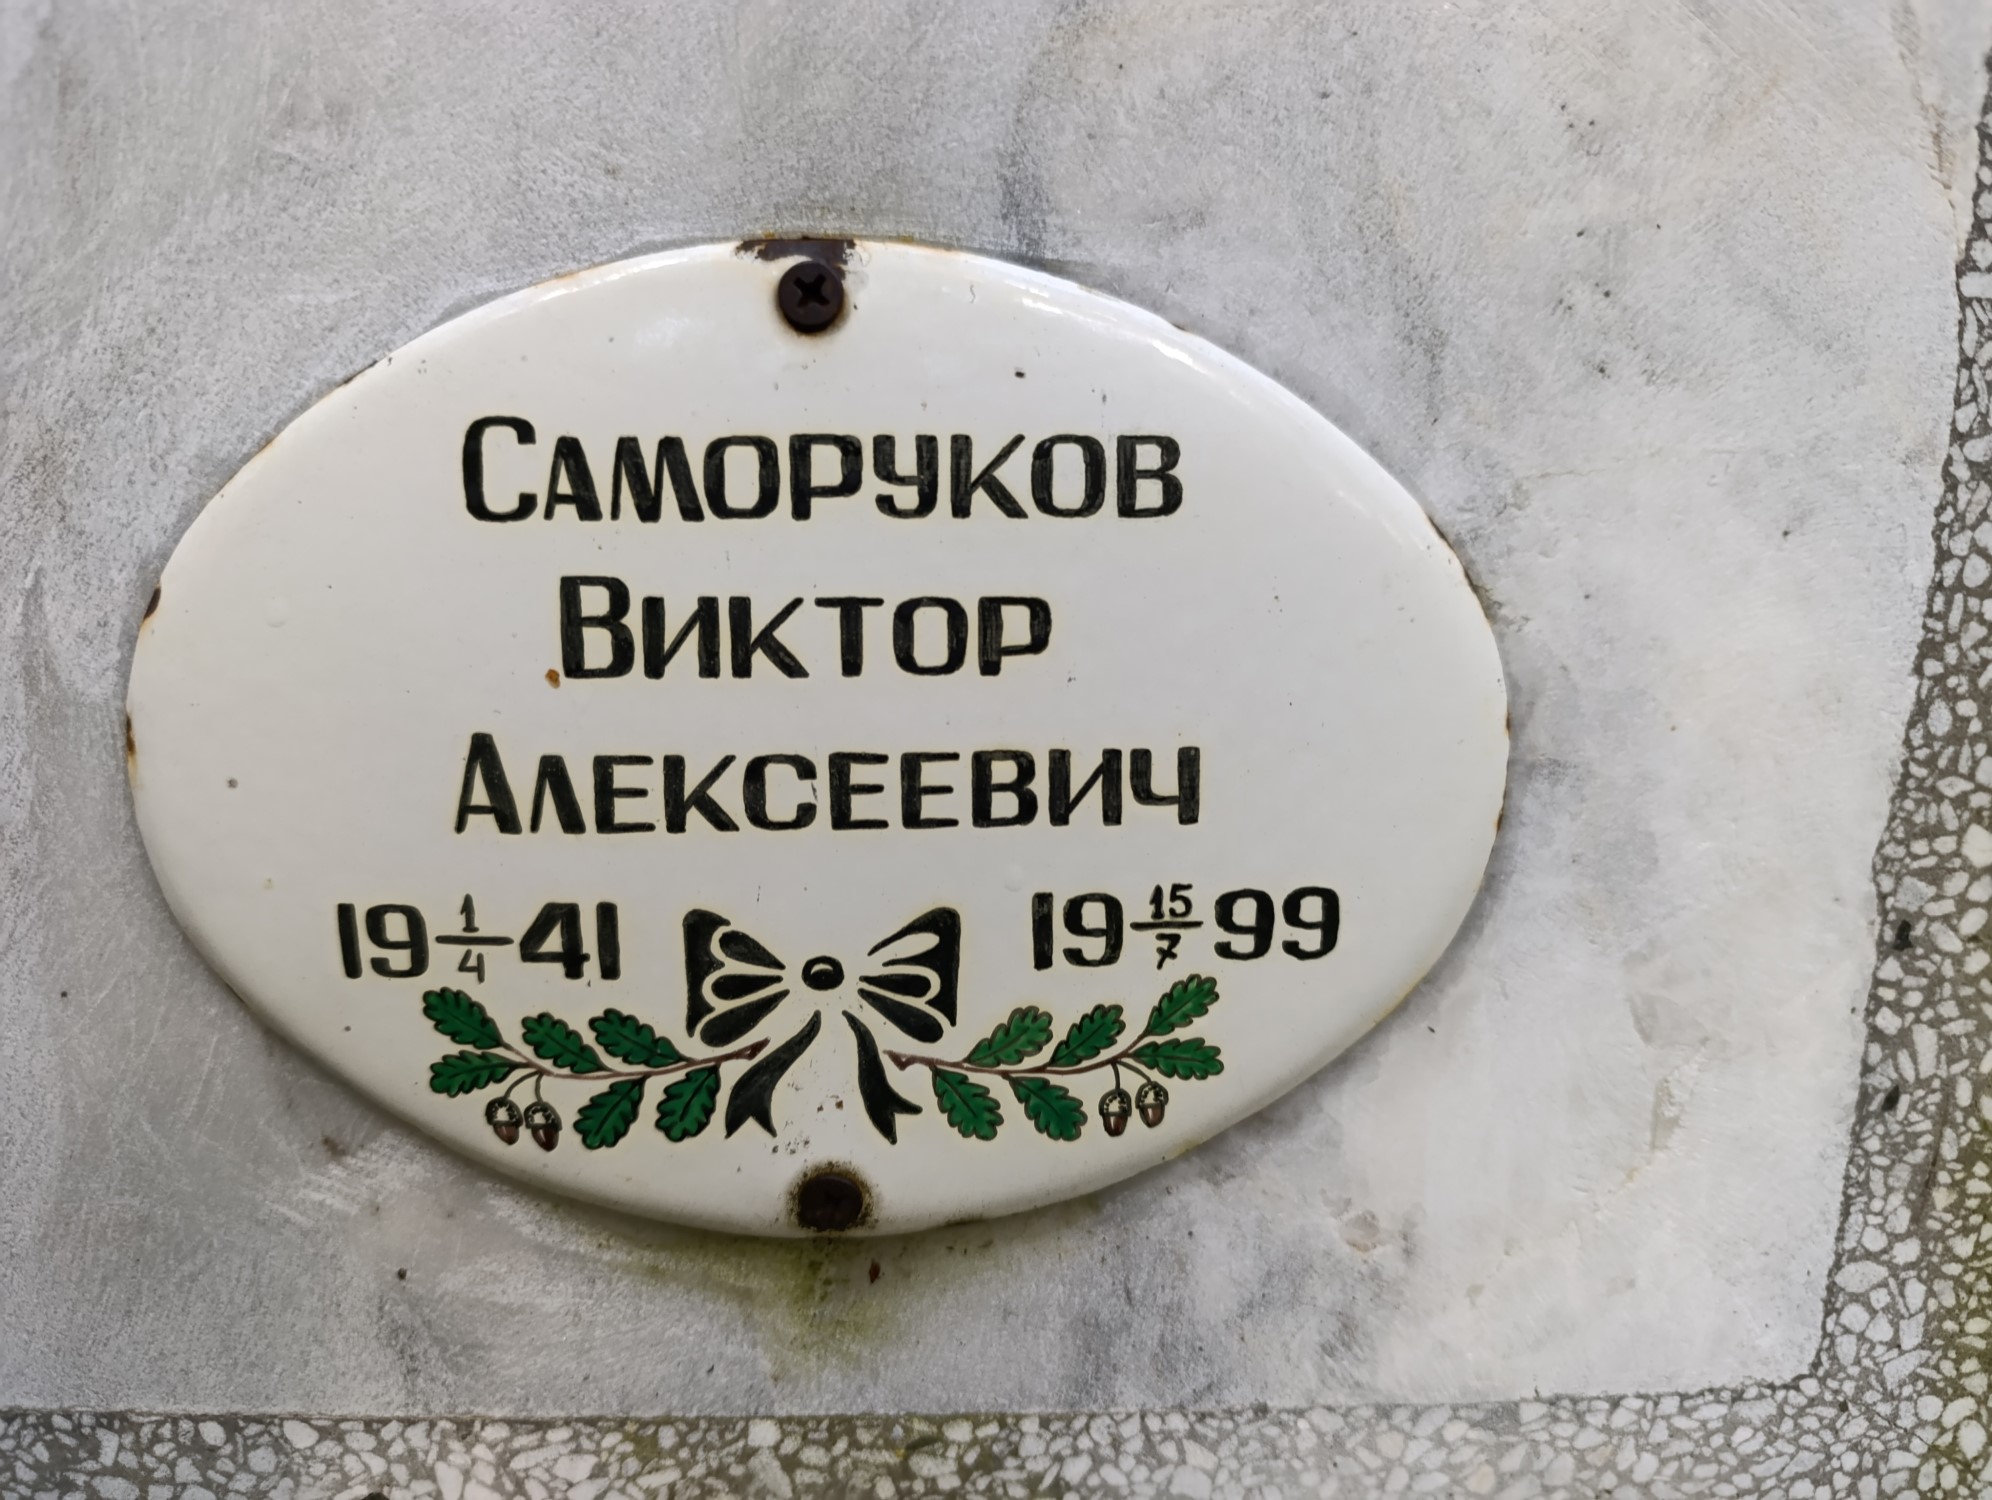 Саморуков
Виктор
Алексеевич
19 1/4 41 19 15/7 99